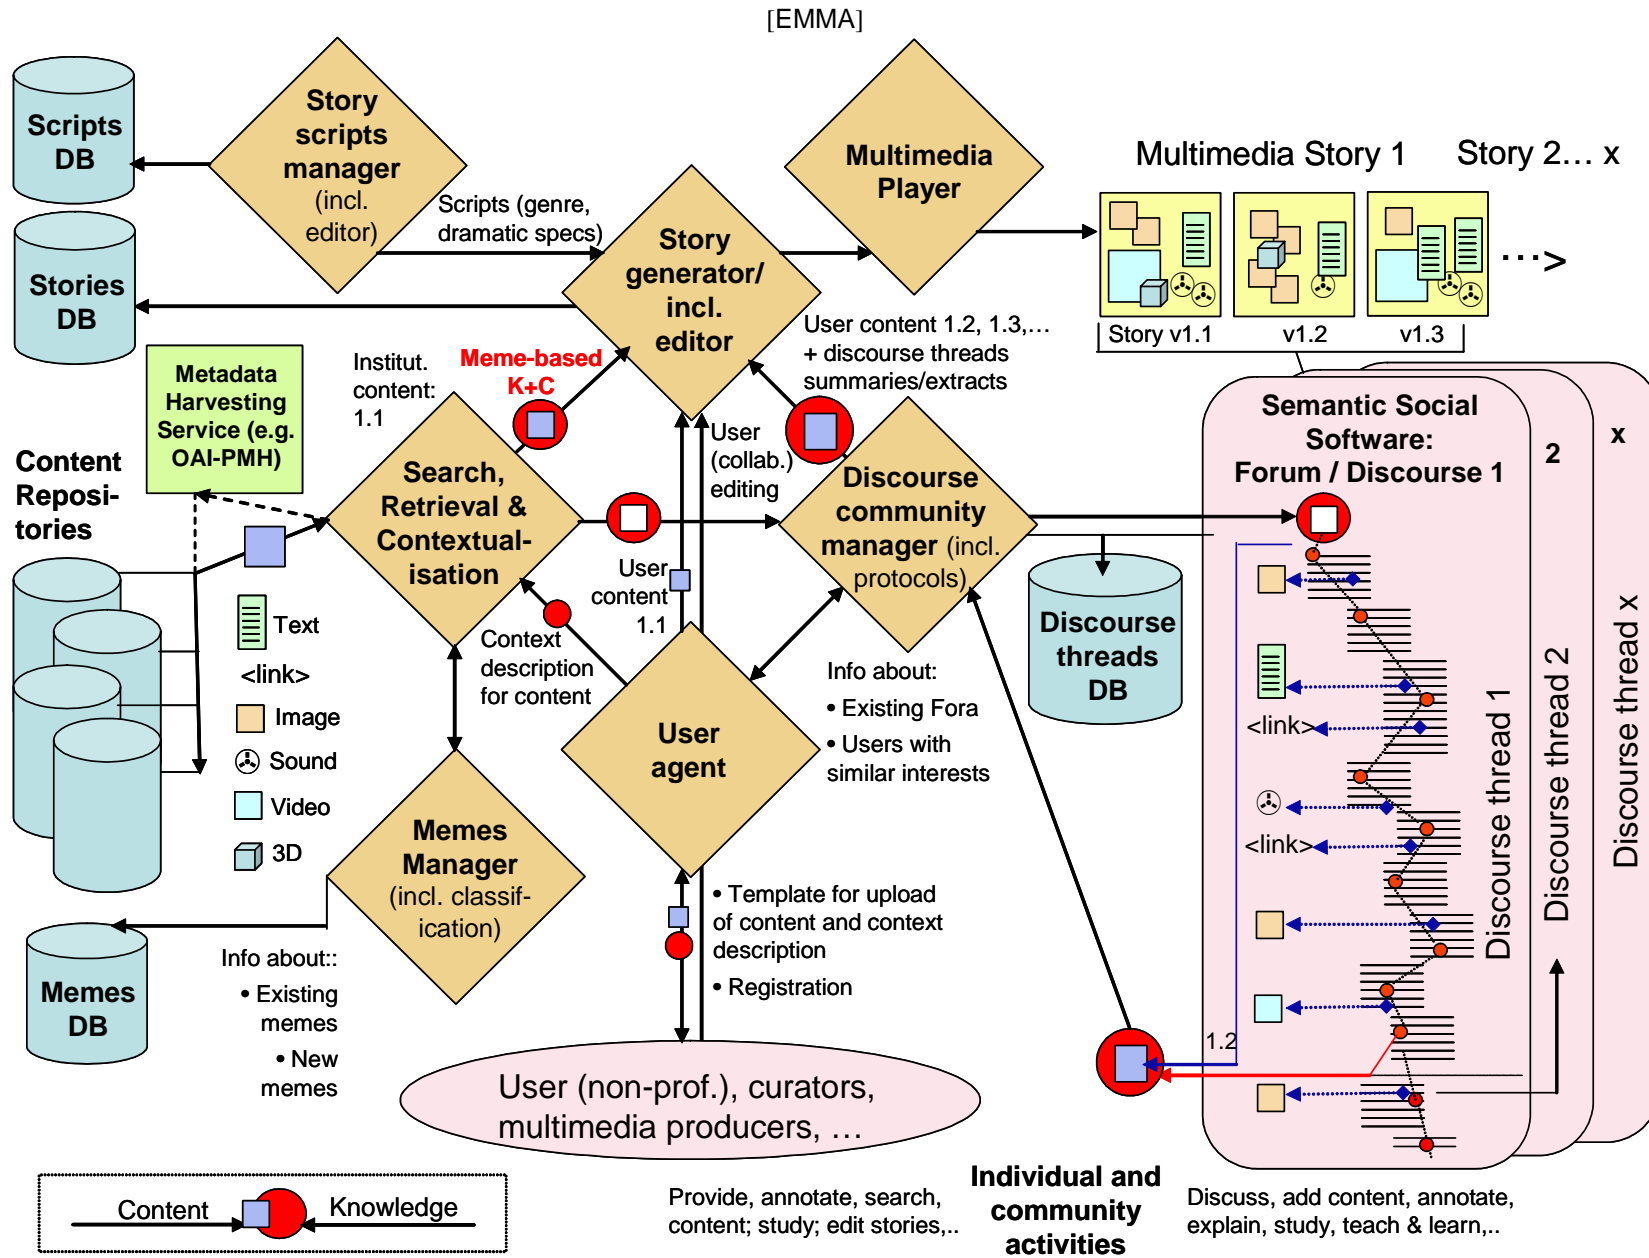 [EMMA]
Scripts
DB
Story
scripts
manager
(incl.
editor)
Scripts (genre,
dramatic specs)
Stories
DB
Story
generator/
incl.
editor
Multimedia
Player
Multimedia Story 1
Story 2… x
···>
Story v1.1
v1.2
v1.3
User content 1.2, 1.3,…
+ discourse threads
summaries/extracts
Metadada
Harvesting
Service (e.g.
OAI-PMH)
Institut.
content:
1.1
Meme-based
K+C
Content
Reposi-
tories
Search,
Retrieval &
Contextual-
isation
User
(collab.)
editing
Discourse
community
manager (incl.
protocols)
Semantic Social
Software:
Forum / Discourse 1
2
x
User
content
1.1
Context
description
for content
Discourse
threads
DB
Text
<link>
Image
Sound
Video
3D
User
agent
Info about:
• Existing Fora
• Users with
similar interests
Memes
Manager
(incl. classif-
ication)
Memes
DB
Info about::
• Existing
memes
• New
memes
• Template for upload
of content and context
description
• Registration
<link>
<link>
1.2
Discourse thread 1
Discourse thread 2
Discourse thread x
User (non-prof.), curators,
multimedia producers, …
Content
Knowledge
Provide, annotate, search,
content; study; edit stories,..
Individual and
community
activities
Discuss, add content, annotate,
explain, study, teach & learn,..